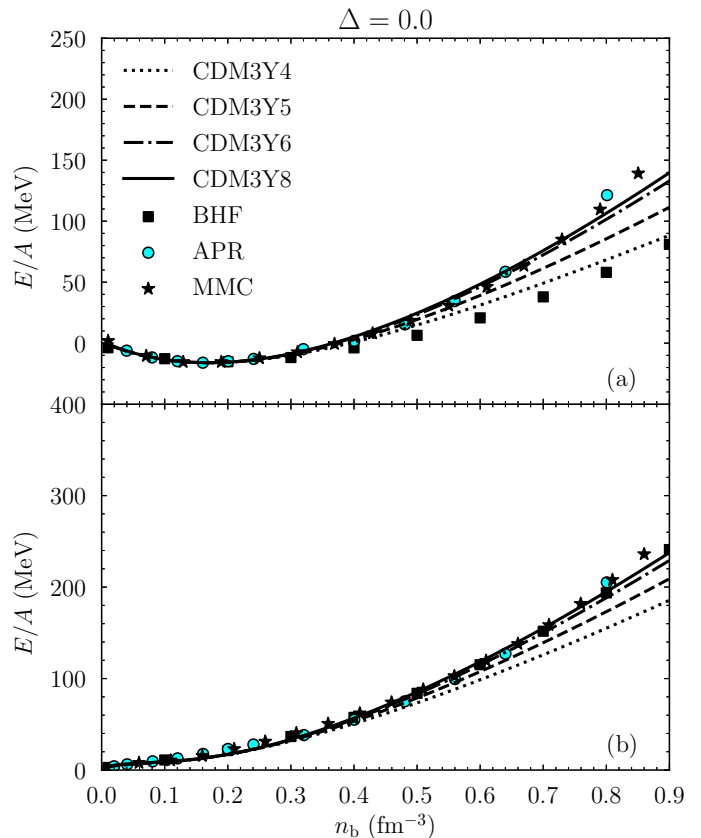 Δ = 0.0
250
200
150
100
50
0
E/A (MeV)
CDM3Y4
CDM3Y5
CDM3Y6
CDM3Y8
BHF
APR
MMC
(a)
400
300
200
100
0
E/A (MeV)
(b)
0.0 0.1 0.2 0.3 0.4 0.5 0.6 0.7 0.8 0.9
n_b (fm⁻³)